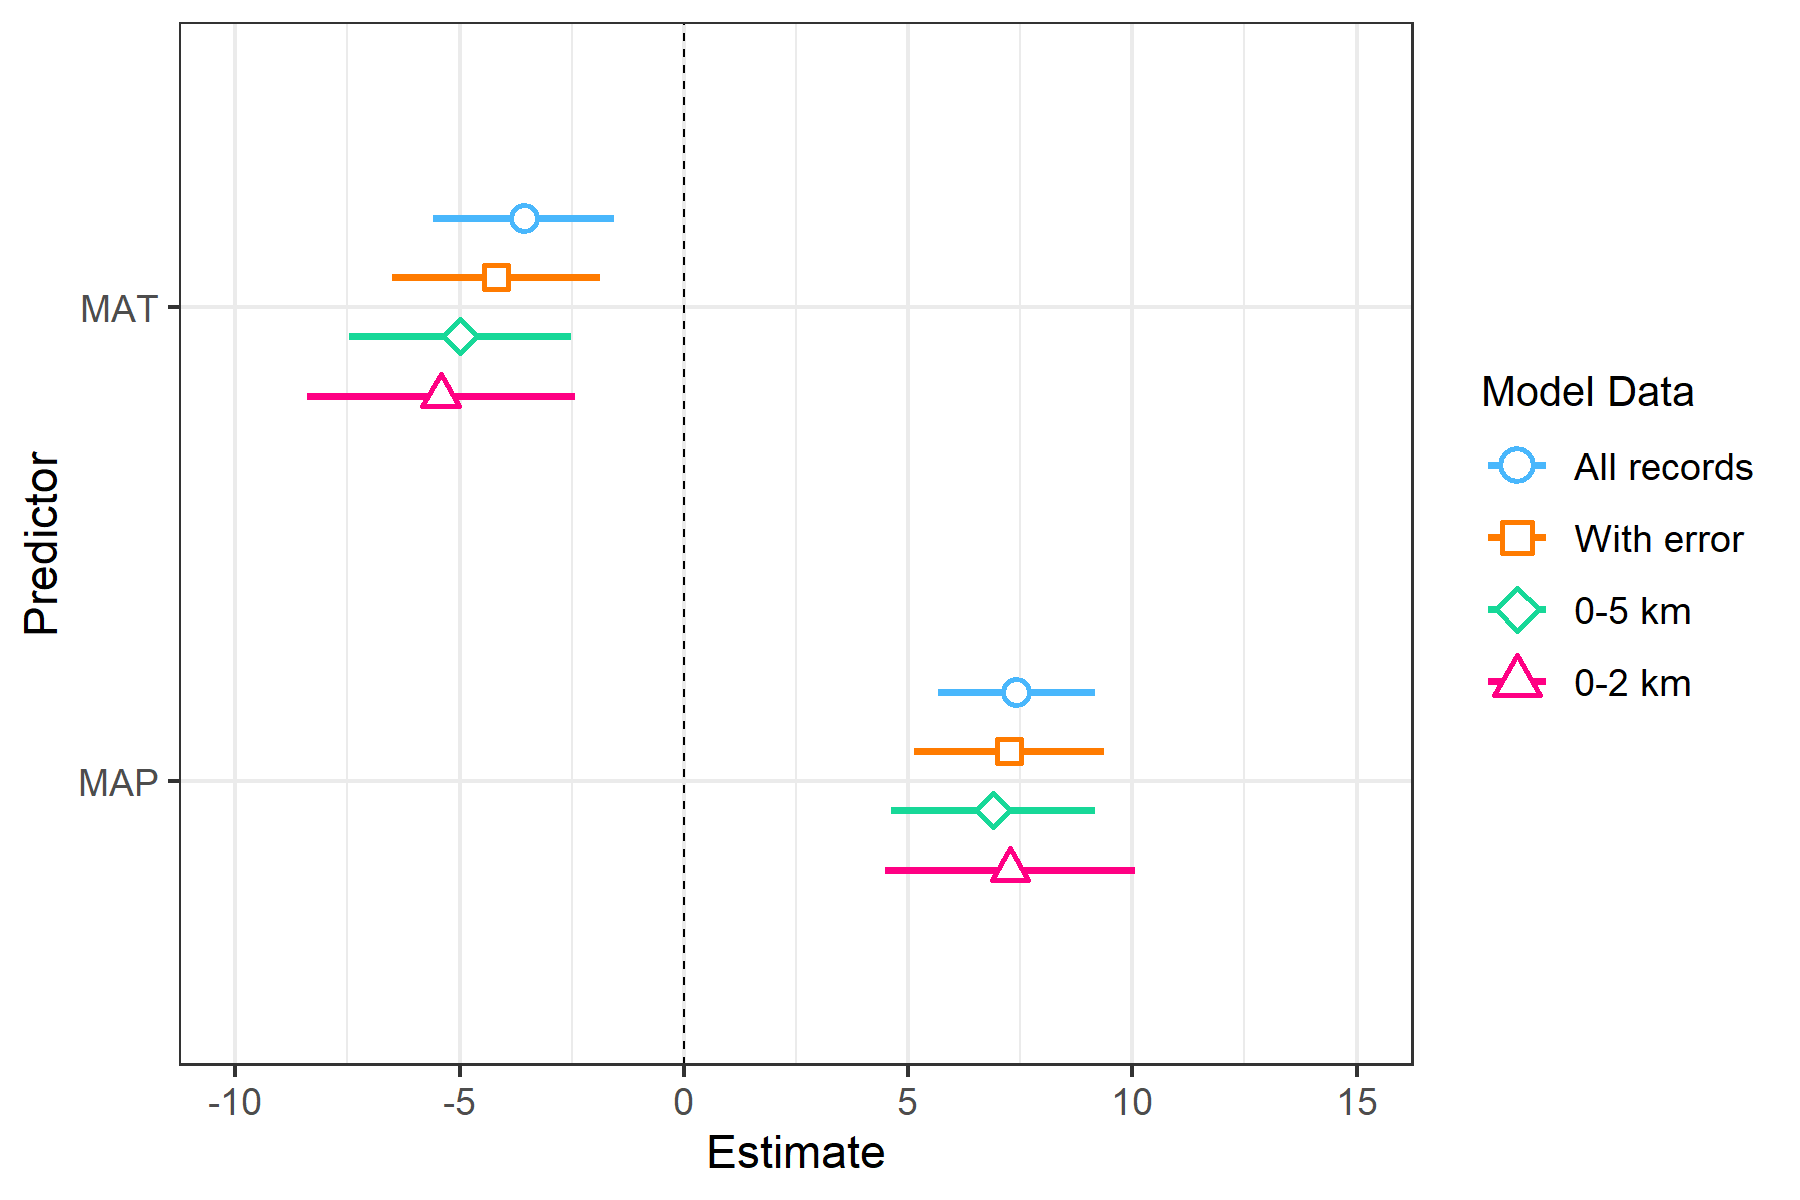 MAT
MAP
Predictor
-10 -5 0 5 10 15
Estimate
Model Data
All records
With error
0-5 km
0-2 km